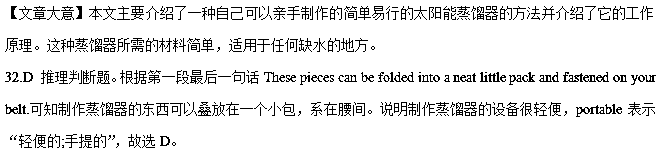 【文章大意】本文主要介绍了一种自己可以亲手制作的简单易行的太阳能蒸馏器的方法并介绍了它的工作
原理。这种蒸馏器所需的材料简单，适用于任何缺水的地方。
32.D 推理判断题。根据第一段最后一句话 These pieces can be folded into a neat little pack and fastened on your
belt.可知制作蒸馏器的东西可以叠放在一个小包，系在腰间。说明制作蒸馏器的设备很轻便，portable 表示
“轻便的;手提的”，故选 D。